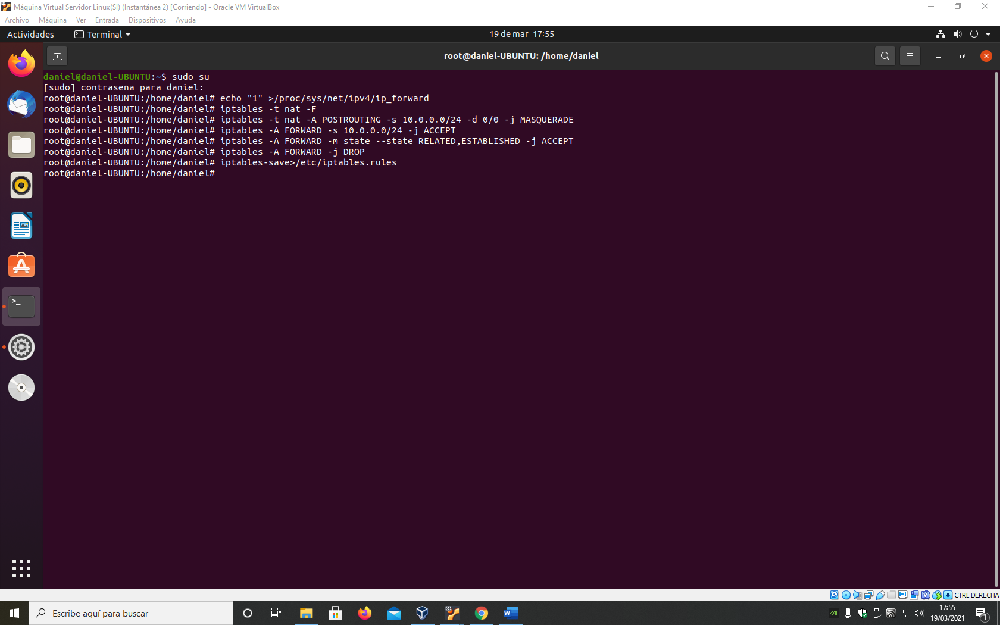 Máquina Virtual Servidor Linux(SI) (Instantánea 2) [Corriendo] - Oracle VM VirtualBox
Archivo Máquina Ver Entrada Dispositivos Ayuda
Actividades Terminal 19 de mar 17:55
root@daniel-UBUNTU: /home/daniel
daniel@daniel-UBUNTU:~$ sudo su
[sudo] contraseña para daniel:
root@daniel-UBUNTU:/home/daniel# echo "1" >/proc/sys/net/ipv4/ip_forward
root@daniel-UBUNTU:/home/daniel# iptables -t nat -F
root@daniel-UBUNTU:/home/daniel# iptables -t nat -A POSTROUTING -s 10.0.0.0/24 -d 0/0 -j MASQUERADE
root@daniel-UBUNTU:/home/daniel# iptables -A FORWARD -s 10.0.0.0/24 -j ACCEPT
root@daniel-UBUNTU:/home/daniel# iptables -A FORWARD -m state --state RELATED,ESTABLISHED -j ACCEPT
root@daniel-UBUNTU:/home/daniel# iptables -A FORWARD -j DROP
root@daniel-UBUNTU:/home/daniel# iptables-save>/etc/iptables.rules
root@daniel-UBUNTU:/home/daniel#
CTRL DERECHA
Escribe aquí para buscar
17:55
19/03/2021
1